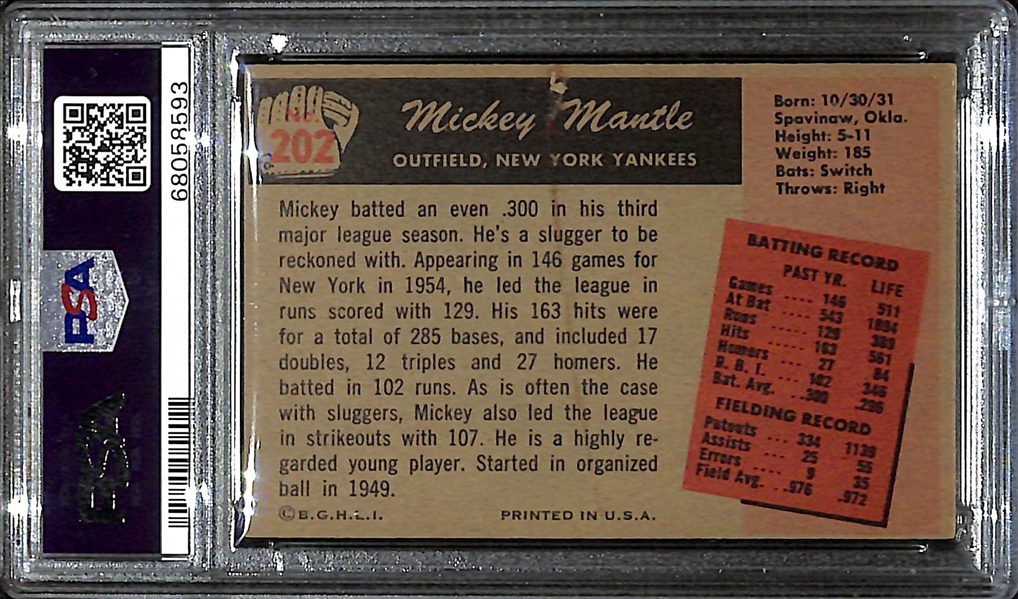 PSA
68058593
PSA
No.
202
Mickey Mantle
OUTFIELD, NEW YORK YANKEES
Born: 10/30/31
Spavinaw, Okla.
Height: 5-11
Weight: 185
Bats: Switch
Throws: Right
Mickey batted an even .300 in his third
major league season. He's a slugger to be
reckoned with. Appearing in 146 games for
New York in 1954, he led the league in
runs scored with 129. His 163 hits were
for a total of 285 bases, and included 17
doubles, 12 triples and 27 homers. He
batted in 102 runs. As is often the case
with sluggers, Mickey also led the league
in strikeouts with 107. He is a highly re-
garded young player. Started in organized
ball in 1949.
©B.G.H.L.I. PRINTED IN U.S.A.
BATTING RECORD
PAST YR. LIFE
Games .... 146 511
At Bat .... 543 1894
Runs ..... 129 389
Hits ..... 163 561
Homers .... 27 84
R. B. I. ... 102 346
Bat. Avg. .. .300 .296
FIELDING RECORD
Putouts ... 334 1139
Assists .... 25 55
Errors .... 9 35
Field Avg. ..976 .972